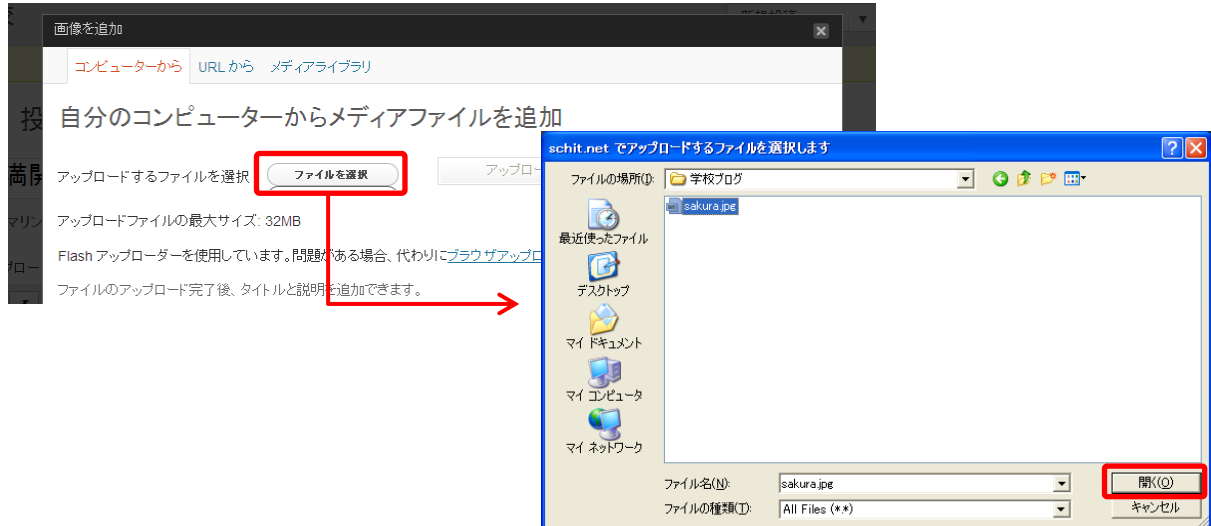 画像を追加
コンピューターから URLから メディアライブラリ
投
自分のコンピューターからメディアファイルを追加
満開
アップロードするファイルを選択 ファイルを選択 アップロー
マリン
アップロードファイルの最大サイズ: 32MB
Flash アップローダーを使用しています。問題がある場合、代わりにブラウザアップロ
ファイルのアップロード完了後、タイトルと説明を追加できます。
schit.net でアップロードするファイルを選択します
ファイルの場所(I): 学校ブログ
sakura.jpg
最近使ったファイル
デスクトップ
マイ ドキュメント
マイ コンピュータ
マイ ネットワーク
ファイル名(N): sakura.jpg 開く(O)
ファイルの種類(T): All Files (*.*) キャンセル